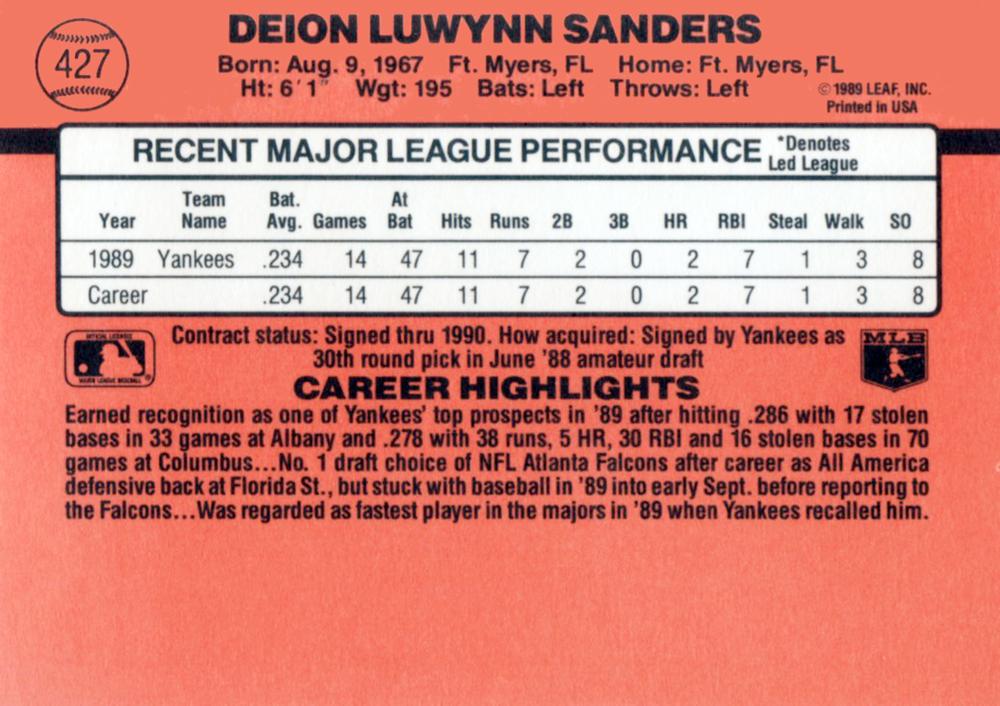 427
DEION LUWYNN SANDERS
Born: Aug. 9, 1967 Ft. Myers, FL Home: Ft. Myers, FL
Ht: 6' 1" Wgt: 195 Bats: Left Throws: Left
©1989 LEAF, INC.
Printed in USA
RECENT MAJOR LEAGUE PERFORMANCE
*Denotes
Led League
Year Team Name Bat. Avg. Games At Bat Hits Runs 2B 3B HR RBI Steal Walk SO
1989 Yankees .234 14 47 11 7 2 0 2 7 1 3 8
Career .234 14 47 11 7 2 0 2 7 1 3 8
OFFICIAL LICENSEE
MAJOR LEAGUE BASEBALL
®
Contract status: Signed thru 1990. How acquired: Signed by Yankees as
30th round pick in June '88 amateur draft
MLB
CAREER HIGHLIGHTS
Earned recognition as one of Yankees' top prospects in '89 after hitting .286 with 17 stolen
bases in 33 games at Albany and .278 with 38 runs, 5 HR, 30 RBI and 16 stolen bases in 70
games at Columbus...No. 1 draft choice of NFL Atlanta Falcons after career as All America
defensive back at Florida St., but stuck with baseball in '89 into early Sept. before reporting to
the Falcons...Was regarded as fastest player in the majors in '89 when Yankees recalled him.